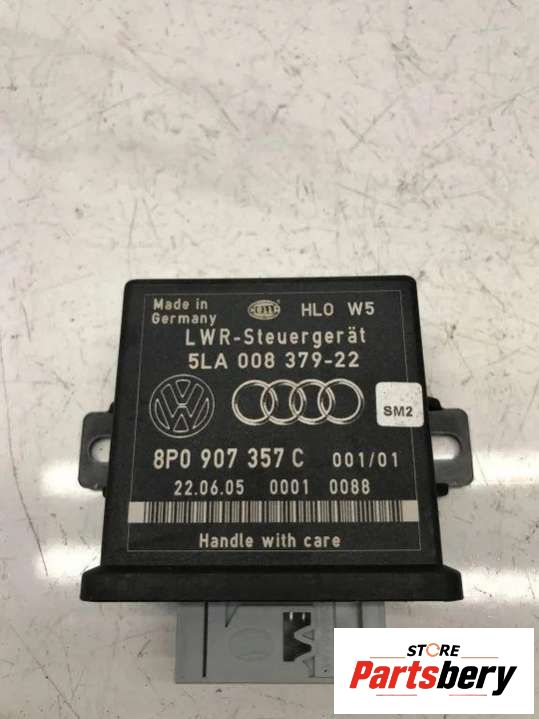 Made in
Germany
HELLA
HLO W5
LWR-Steuergerät
5LA 008 379-22
SM2
8P0 907 357 C 001/01
22.06.05 0001 0088
Handle with care
STORE
Partsbery